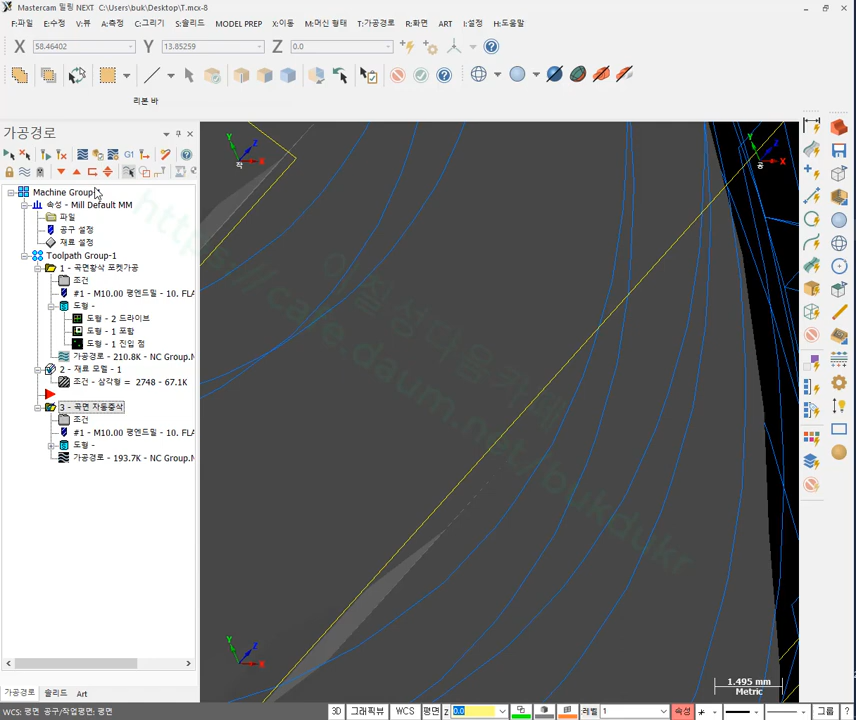 Mastercam 밀링 NEXT C:\Users\buk\Desktop\T.mcx-8
F:파일 E:수정 V:뷰 A:측정 C:그리기 S:솔리드 MODEL PREP X:이동 M:머신 형태 T:가공경로 R:화면 ART I:설정 H:도움말
X 58.46402 Y 13.85259 Z 0.0
리본 바
가공경로
G1
Machine Group-1
속성 - Mill Default MM
파일
공구 설정
재료 설정
Toolpath Group-1
1 - 곡면황삭 포켓가공
조건
#1 - M10.00 평엔드밀 - 10. FLA
도형 -
도형 - 2 드라이브
도형 - 1 포함
도형 - 1 진입 점
가공경로 - 210.8K - NC Group.N
2 - 재료 모델 - 1
조건 - 삼각형 = 2748 - 67.1K
3 - 곡면 자동중삭
조건
#1 - M10.00 평엔드밀 - 10. FLA
도형 -
가공경로 - 193.7K - NC Group.N
가공경로 솔리드 Art
Y X Z 작
Y X Z 공
Y X Z
https://cafe.daum.net/bukdukr
1.495 mm
Metric
WCS: 평면 공구/작업평면: 평면
3D 그래픽뷰 WCS 평면 Z 0.0 레벨 1 속성 그룹 ?